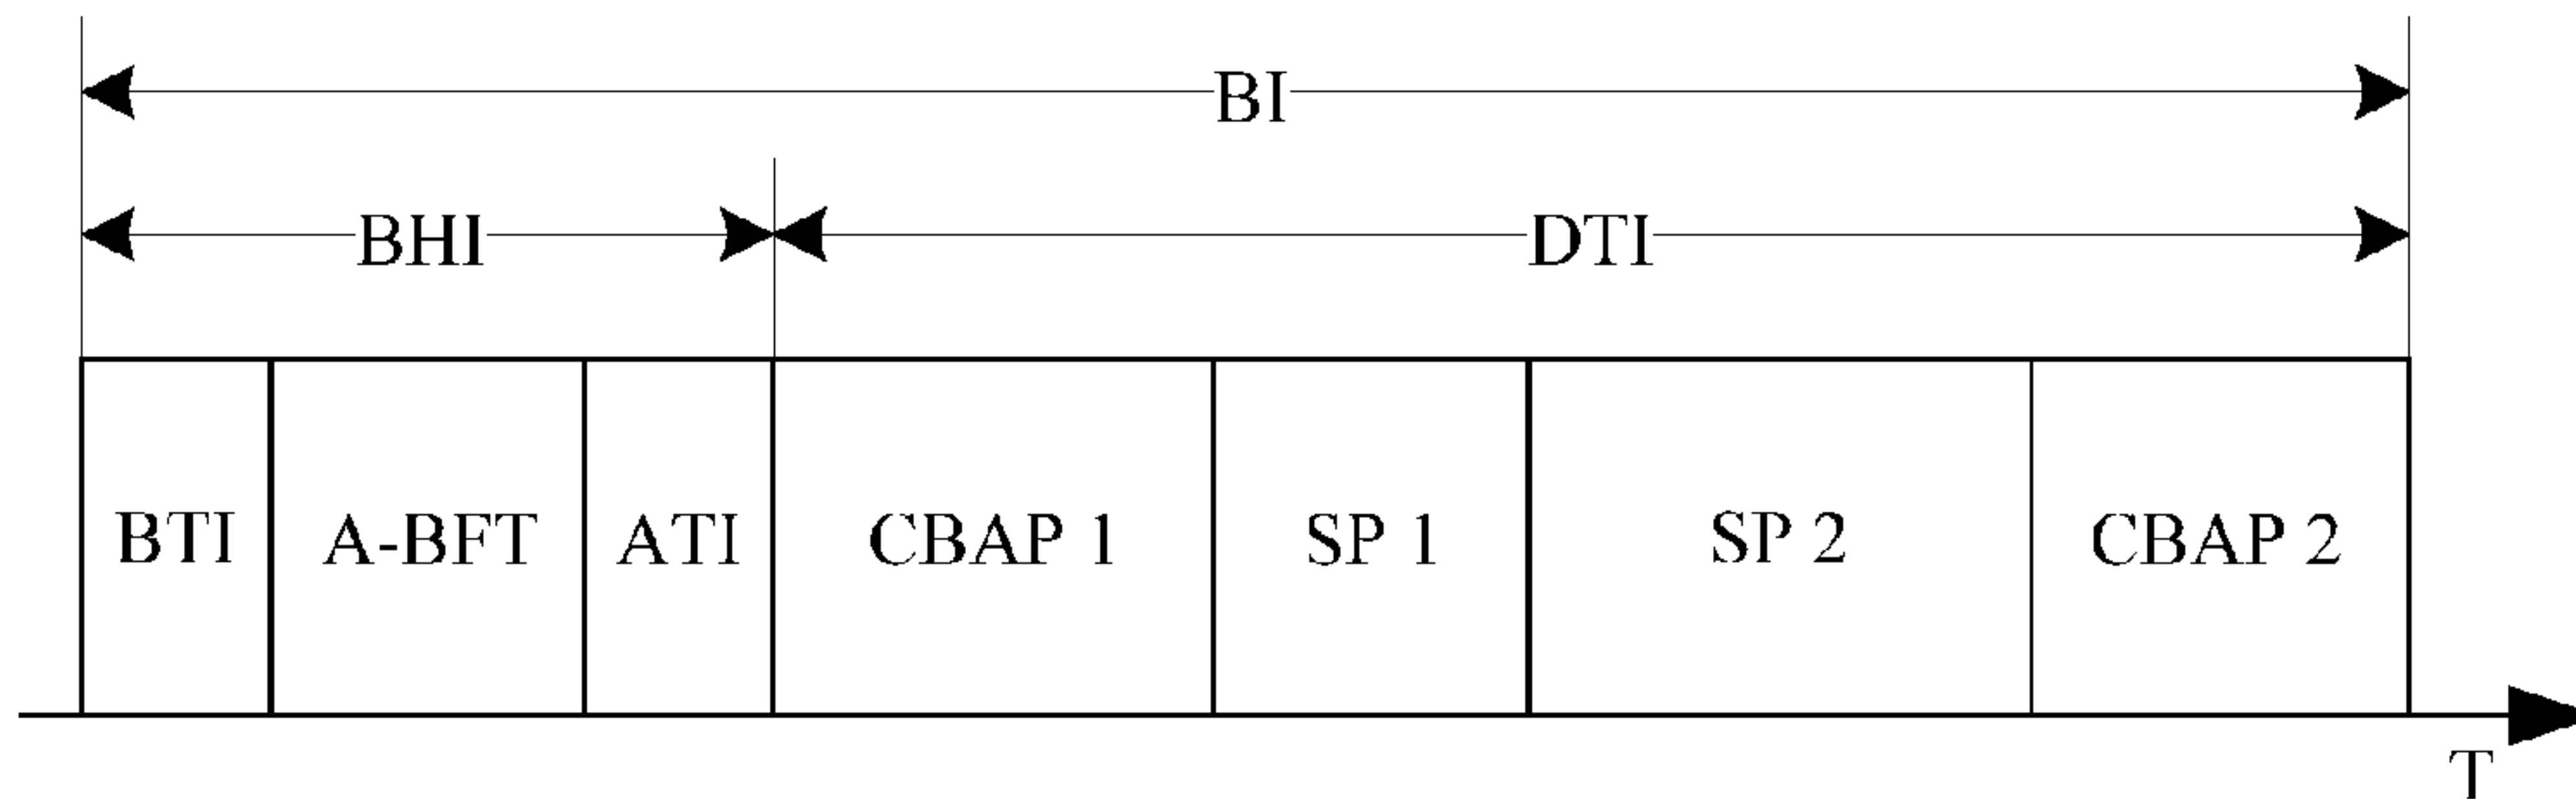 BI
BHI DTI
BTI A-BFT ATI CBAP 1 SP 1 SP 2 CBAP 2
T